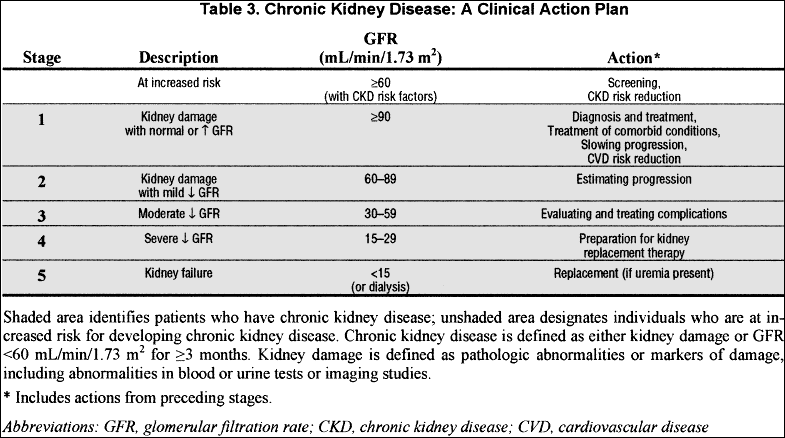 Table 3. Chronic Kidney Disease: A Clinical Action Plan
Stage Description GFR (mL/min/1.73 m²) Action*
At increased risk ≥60 (with CKD risk factors) Screening, CKD risk reduction
1 Kidney damage with normal or ↑ GFR ≥90 Diagnosis and treatment, Treatment of comorbid conditions, Slowing progression, CVD risk reduction
2 Kidney damage with mild ↓ GFR 60–89 Estimating progression
3 Moderate ↓ GFR 30–59 Evaluating and treating complications
4 Severe ↓ GFR 15–29 Preparation for kidney replacement therapy
5 Kidney failure <15 (or dialysis) Replacement (if uremia present)
Shaded area identifies patients who have chronic kidney disease; unshaded area designates individuals who are at in-
creased risk for developing chronic kidney disease. Chronic kidney disease is defined as either kidney damage or GFR
<60 mL/min/1.73 m² for ≥3 months. Kidney damage is defined as pathologic abnormalities or markers of damage,
including abnormalities in blood or urine tests or imaging studies.
* Includes actions from preceding stages.
Abbreviations: GFR, glomerular filtration rate; CKD, chronic kidney disease; CVD, cardiovascular disease